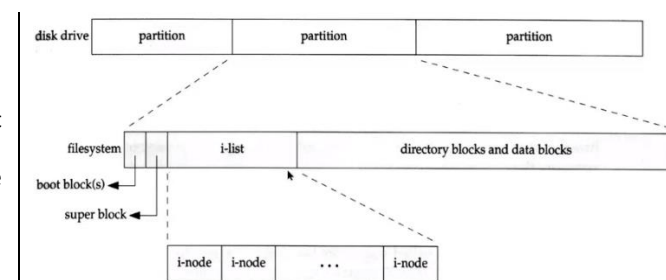 disk drive partition partition partition
filesystem i-list directory blocks and data blocks
boot block(s)
super block
i-node i-node ... i-node